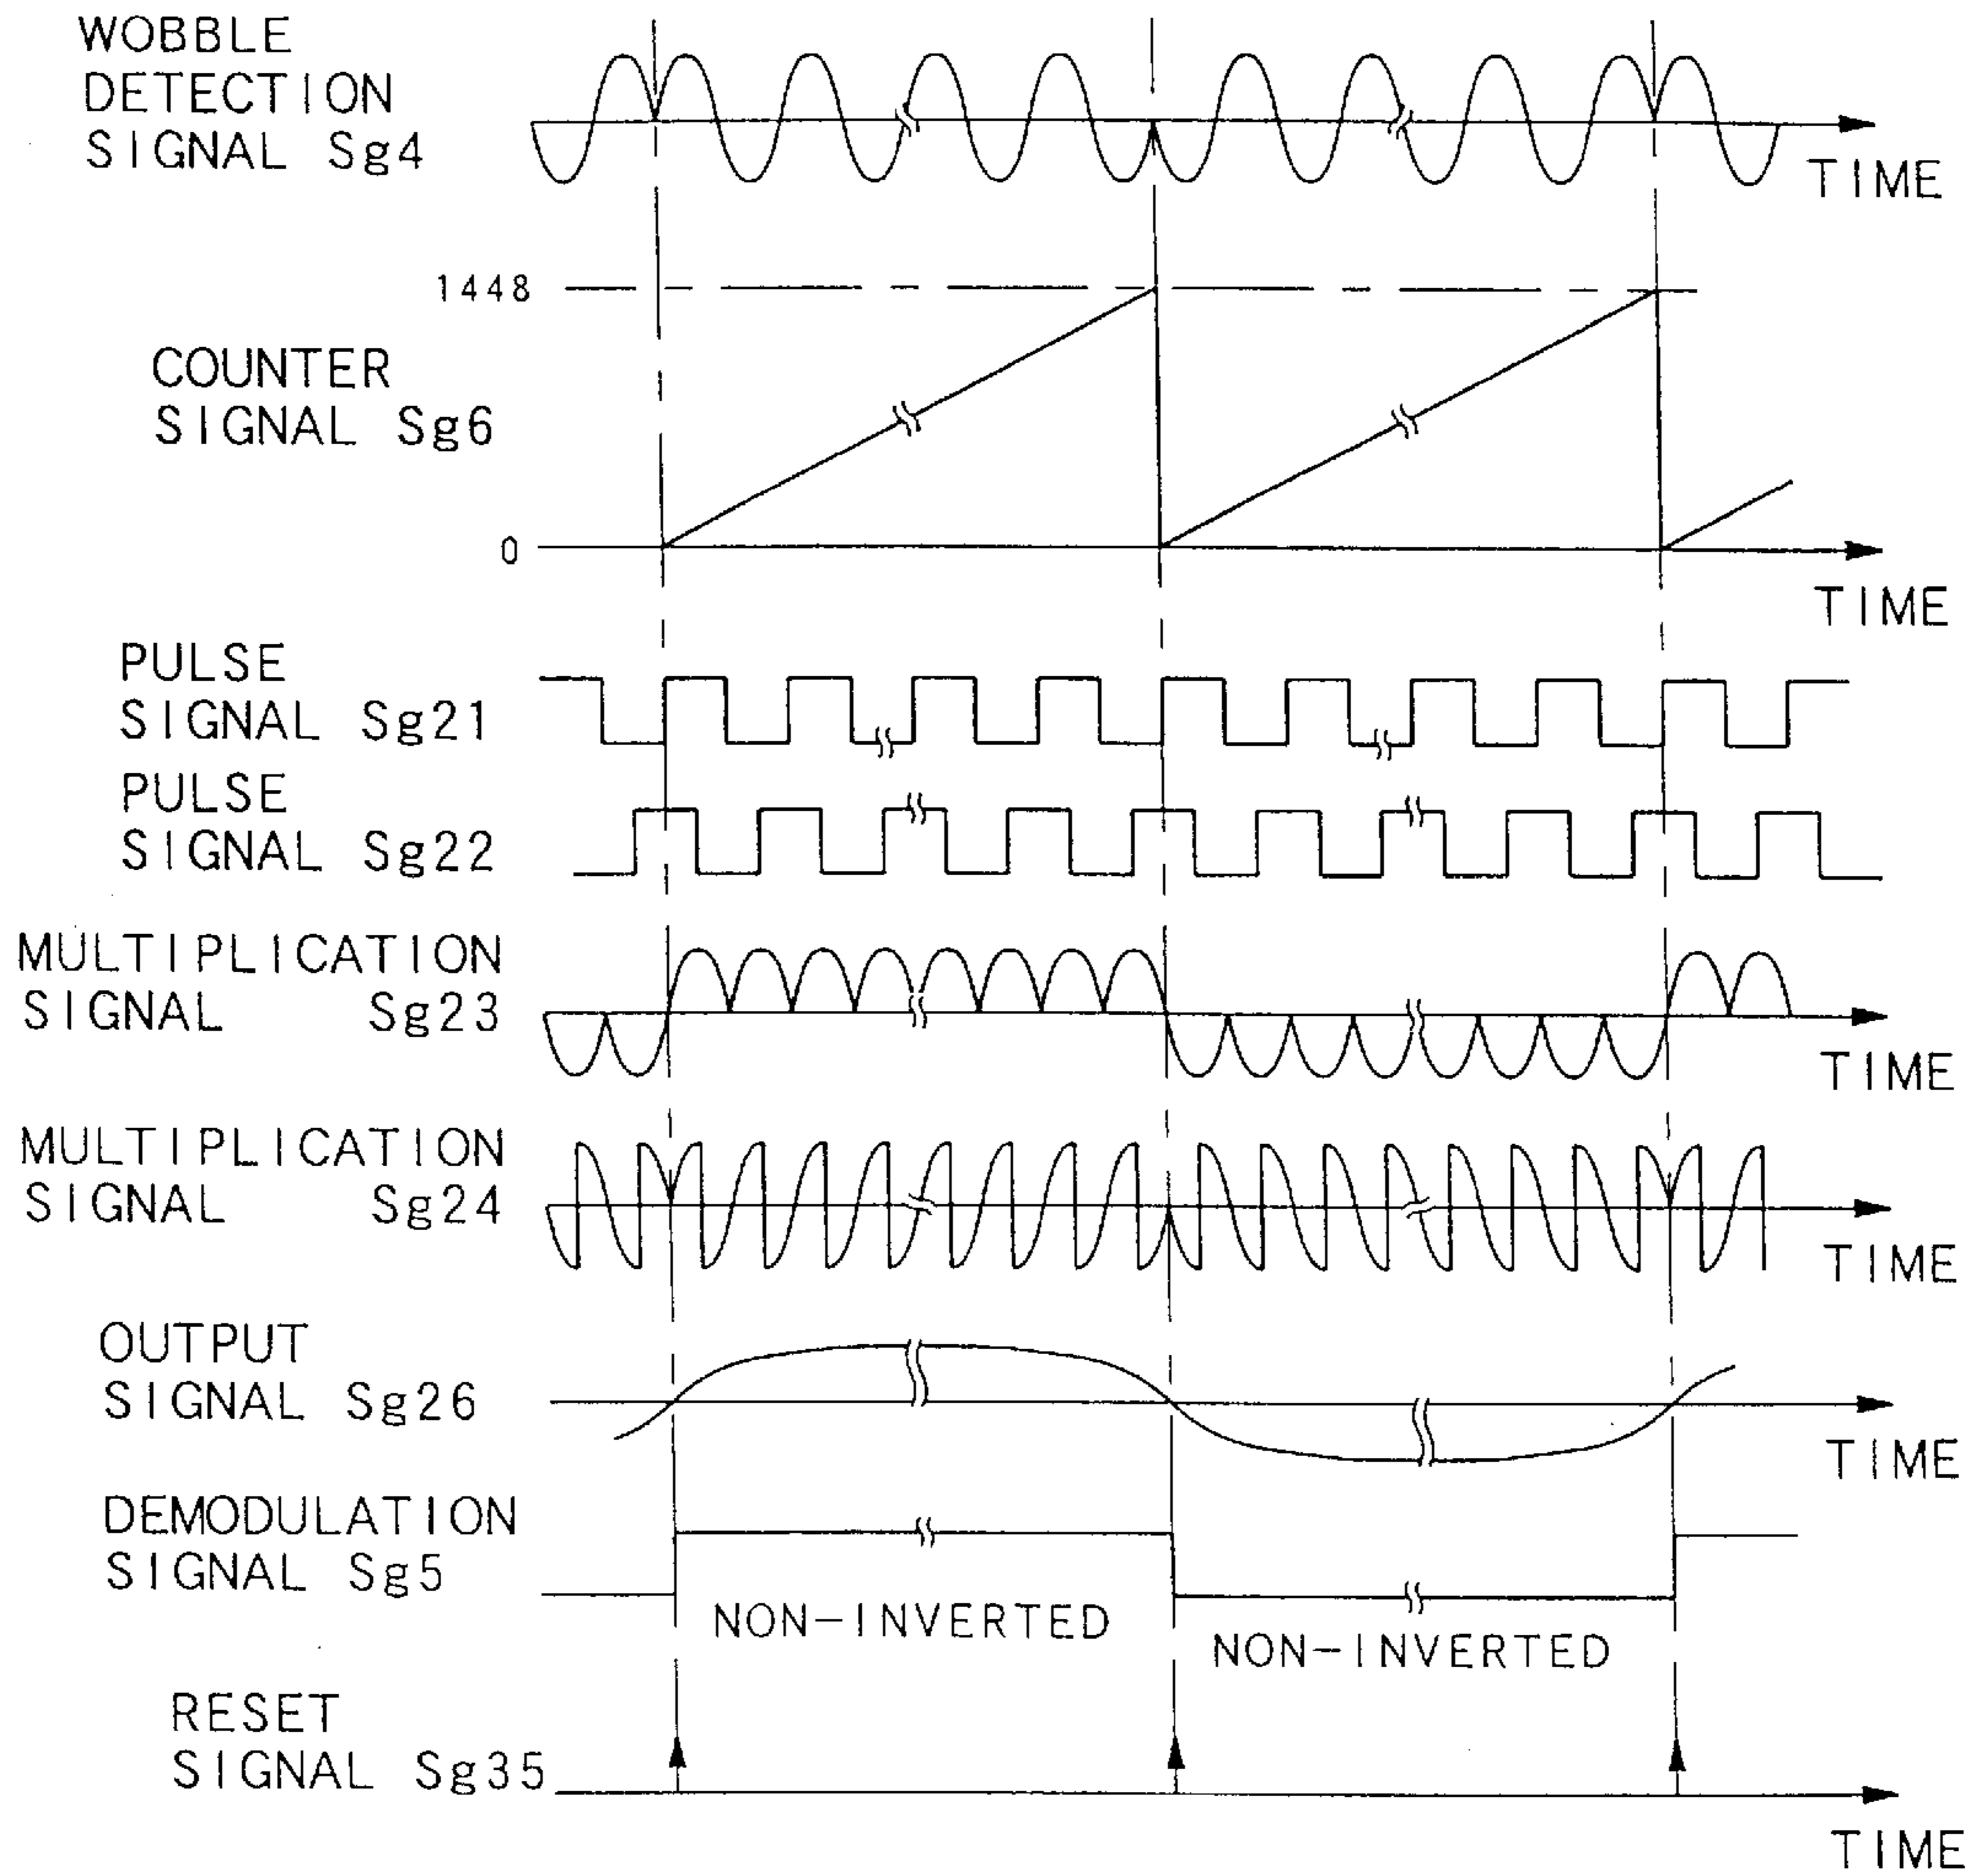 WOBBLE
DETECTION
SIGNAL Sg4
TIME
1448
COUNTER
SIGNAL Sg6
0
TIME
PULSE
SIGNAL Sg21
PULSE
SIGNAL Sg22
MULTIPLICATION
SIGNAL Sg23
TIME
MULTIPLICATION
SIGNAL Sg24
TIME
OUTPUT
SIGNAL Sg26
TIME
DEMODULATION
SIGNAL Sg5
NON-INVERTED
NON-INVERTED
RESET
SIGNAL Sg35
TIME